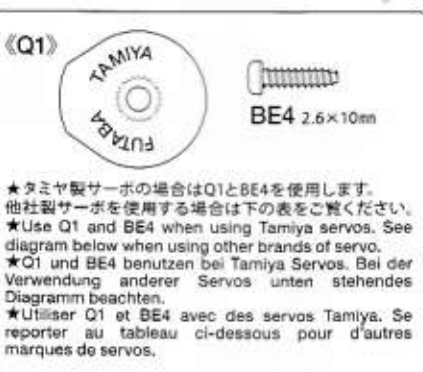 《Q1》
TAMIYA
FUTABA
BE4 2.6×10mm
★タミヤ製サーボの場合はQ1とBE4を使用します。
他社製サーボを使用する場合は下の表をご覧ください。
★Use Q1 and BE4 when using Tamiya servos. See
diagram below when using other brands of servo.
★Q1 und BE4 benutzen bei Tamiya Servos. Bei der
Verwendung anderer Servos unten stehendes
Diagramm beachten.
★Utiliser Q1 et BE4 avec des servos Tamiya. Se
reporter au tableau ci-dessous pour d'autres
marques de servos.